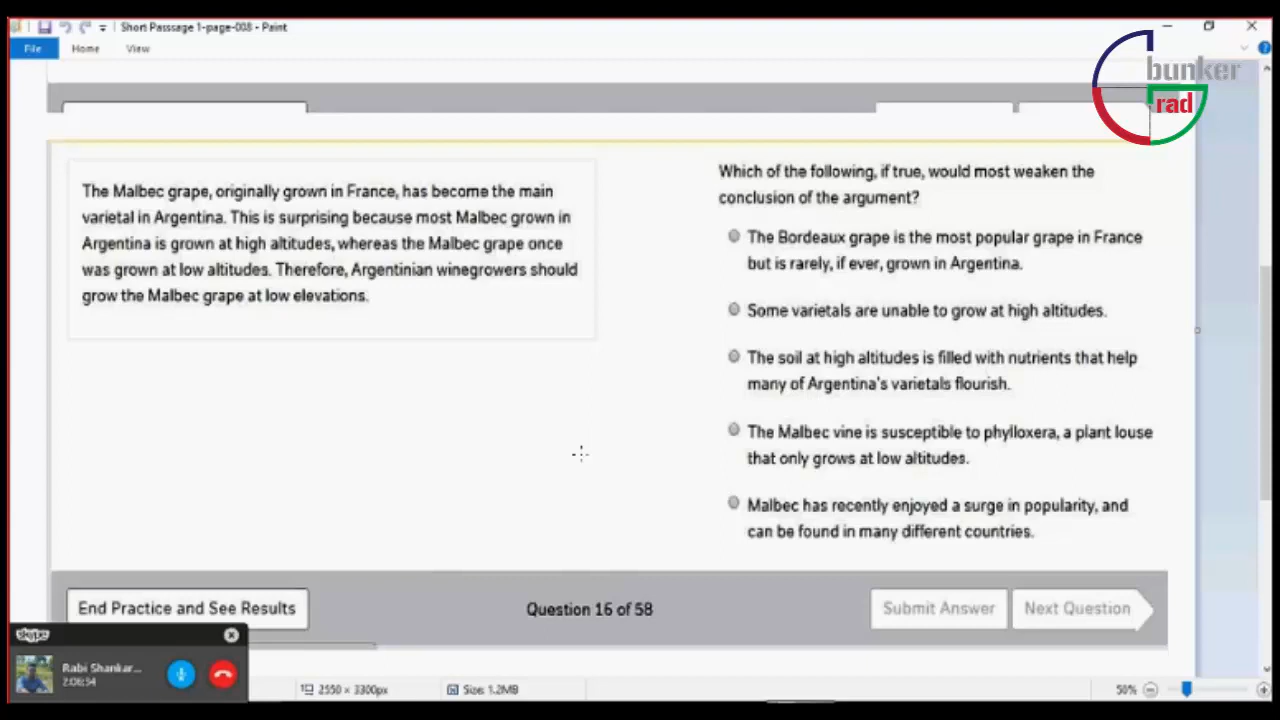 Short Passsage 1-page-008 - Paint
File Home View
bunker
rad
The Malbec grape, originally grown in France, has become the main
varietal in Argentina. This is surprising because most Malbec grown in
Argentina is grown at high altitudes, whereas the Malbec grape once
was grown at low altitudes. Therefore, Argentinian winegrowers should
grow the Malbec grape at low elevations.
Which of the following, if true, would most weaken the
conclusion of the argument?
The Bordeaux grape is the most popular grape in France
but is rarely, if ever, grown in Argentina.
Some varietals are unable to grow at high altitudes.
The soil at high altitudes is filled with nutrients that help
many of Argentina's varietals flourish.
The Malbec vine is susceptible to phylloxera, a plant louse
that only grows at low altitudes.
Malbec has recently enjoyed a surge in popularity, and
can be found in many different countries.
End Practice and See Results
Question 16 of 58
Submit Answer
Next Question
skype
Rabi Shankar...
2:06:54
2550 × 3300px
Size: 1.2MB
50%